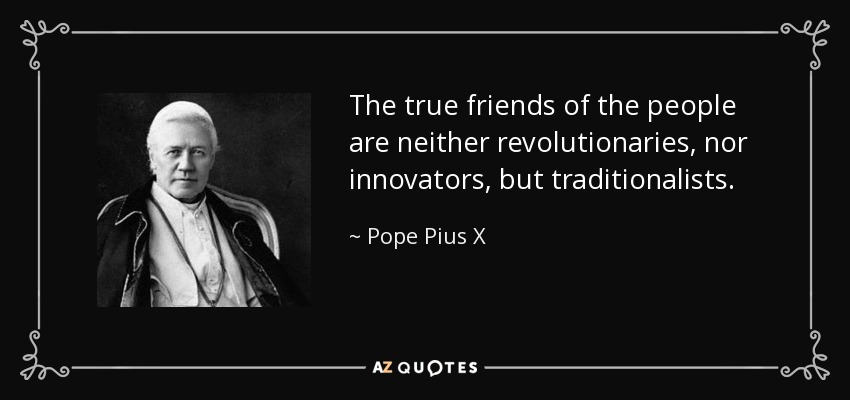 The true friends of the people
are neither revolutionaries, nor
innovators, but traditionalists.
~ Pope Pius X
AZ QUOTES